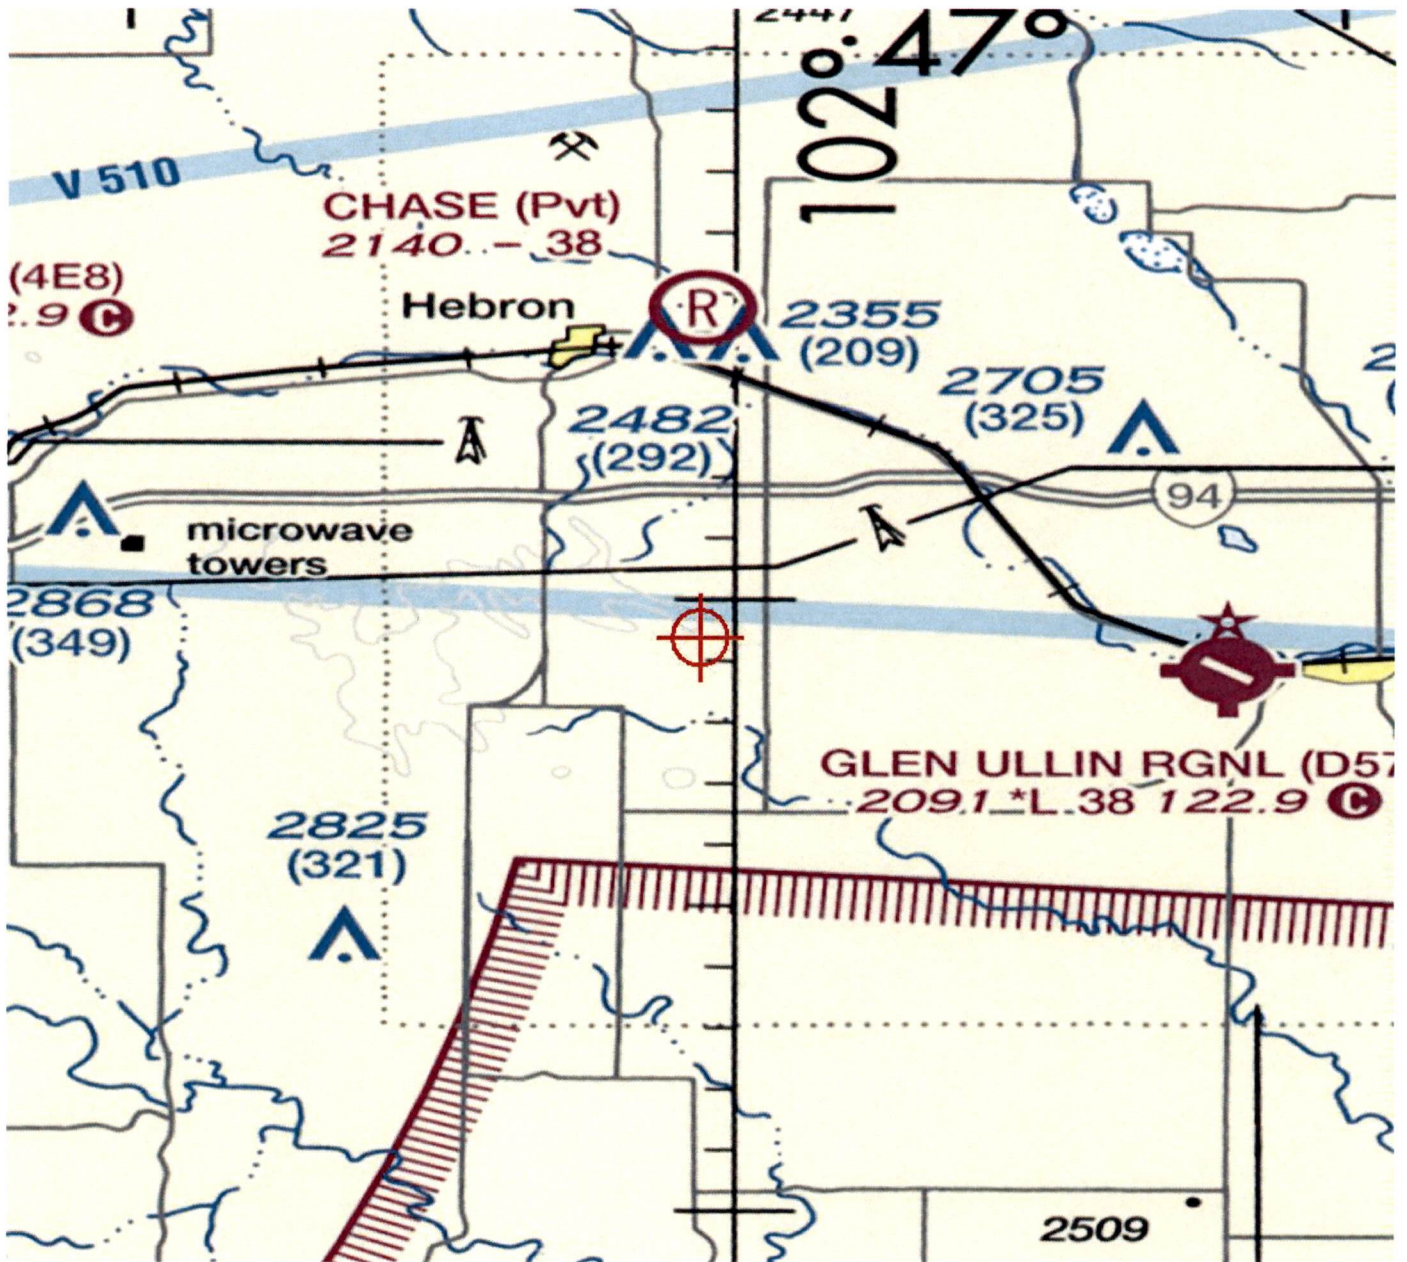 2447
102°
47°
V 510
CHASE (Pvt)
2140 - 38
(4E8)
.9 C
Hebron
R
2355
(209)
2705
(325)
2482
(292)
94
microwave
towers
2868
(349)
GLEN ULLIN RGNL (D57
2091 *L 38 122.9 C
2825
(321)
2509